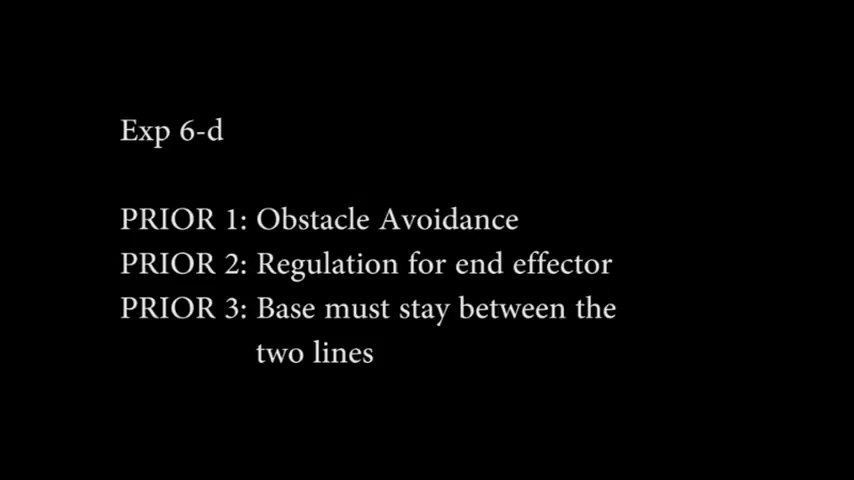 Exp 6-d
PRIOR 1: Obstacle Avoidance
PRIOR 2: Regulation for end effector
PRIOR 3: Base must stay between the
two lines